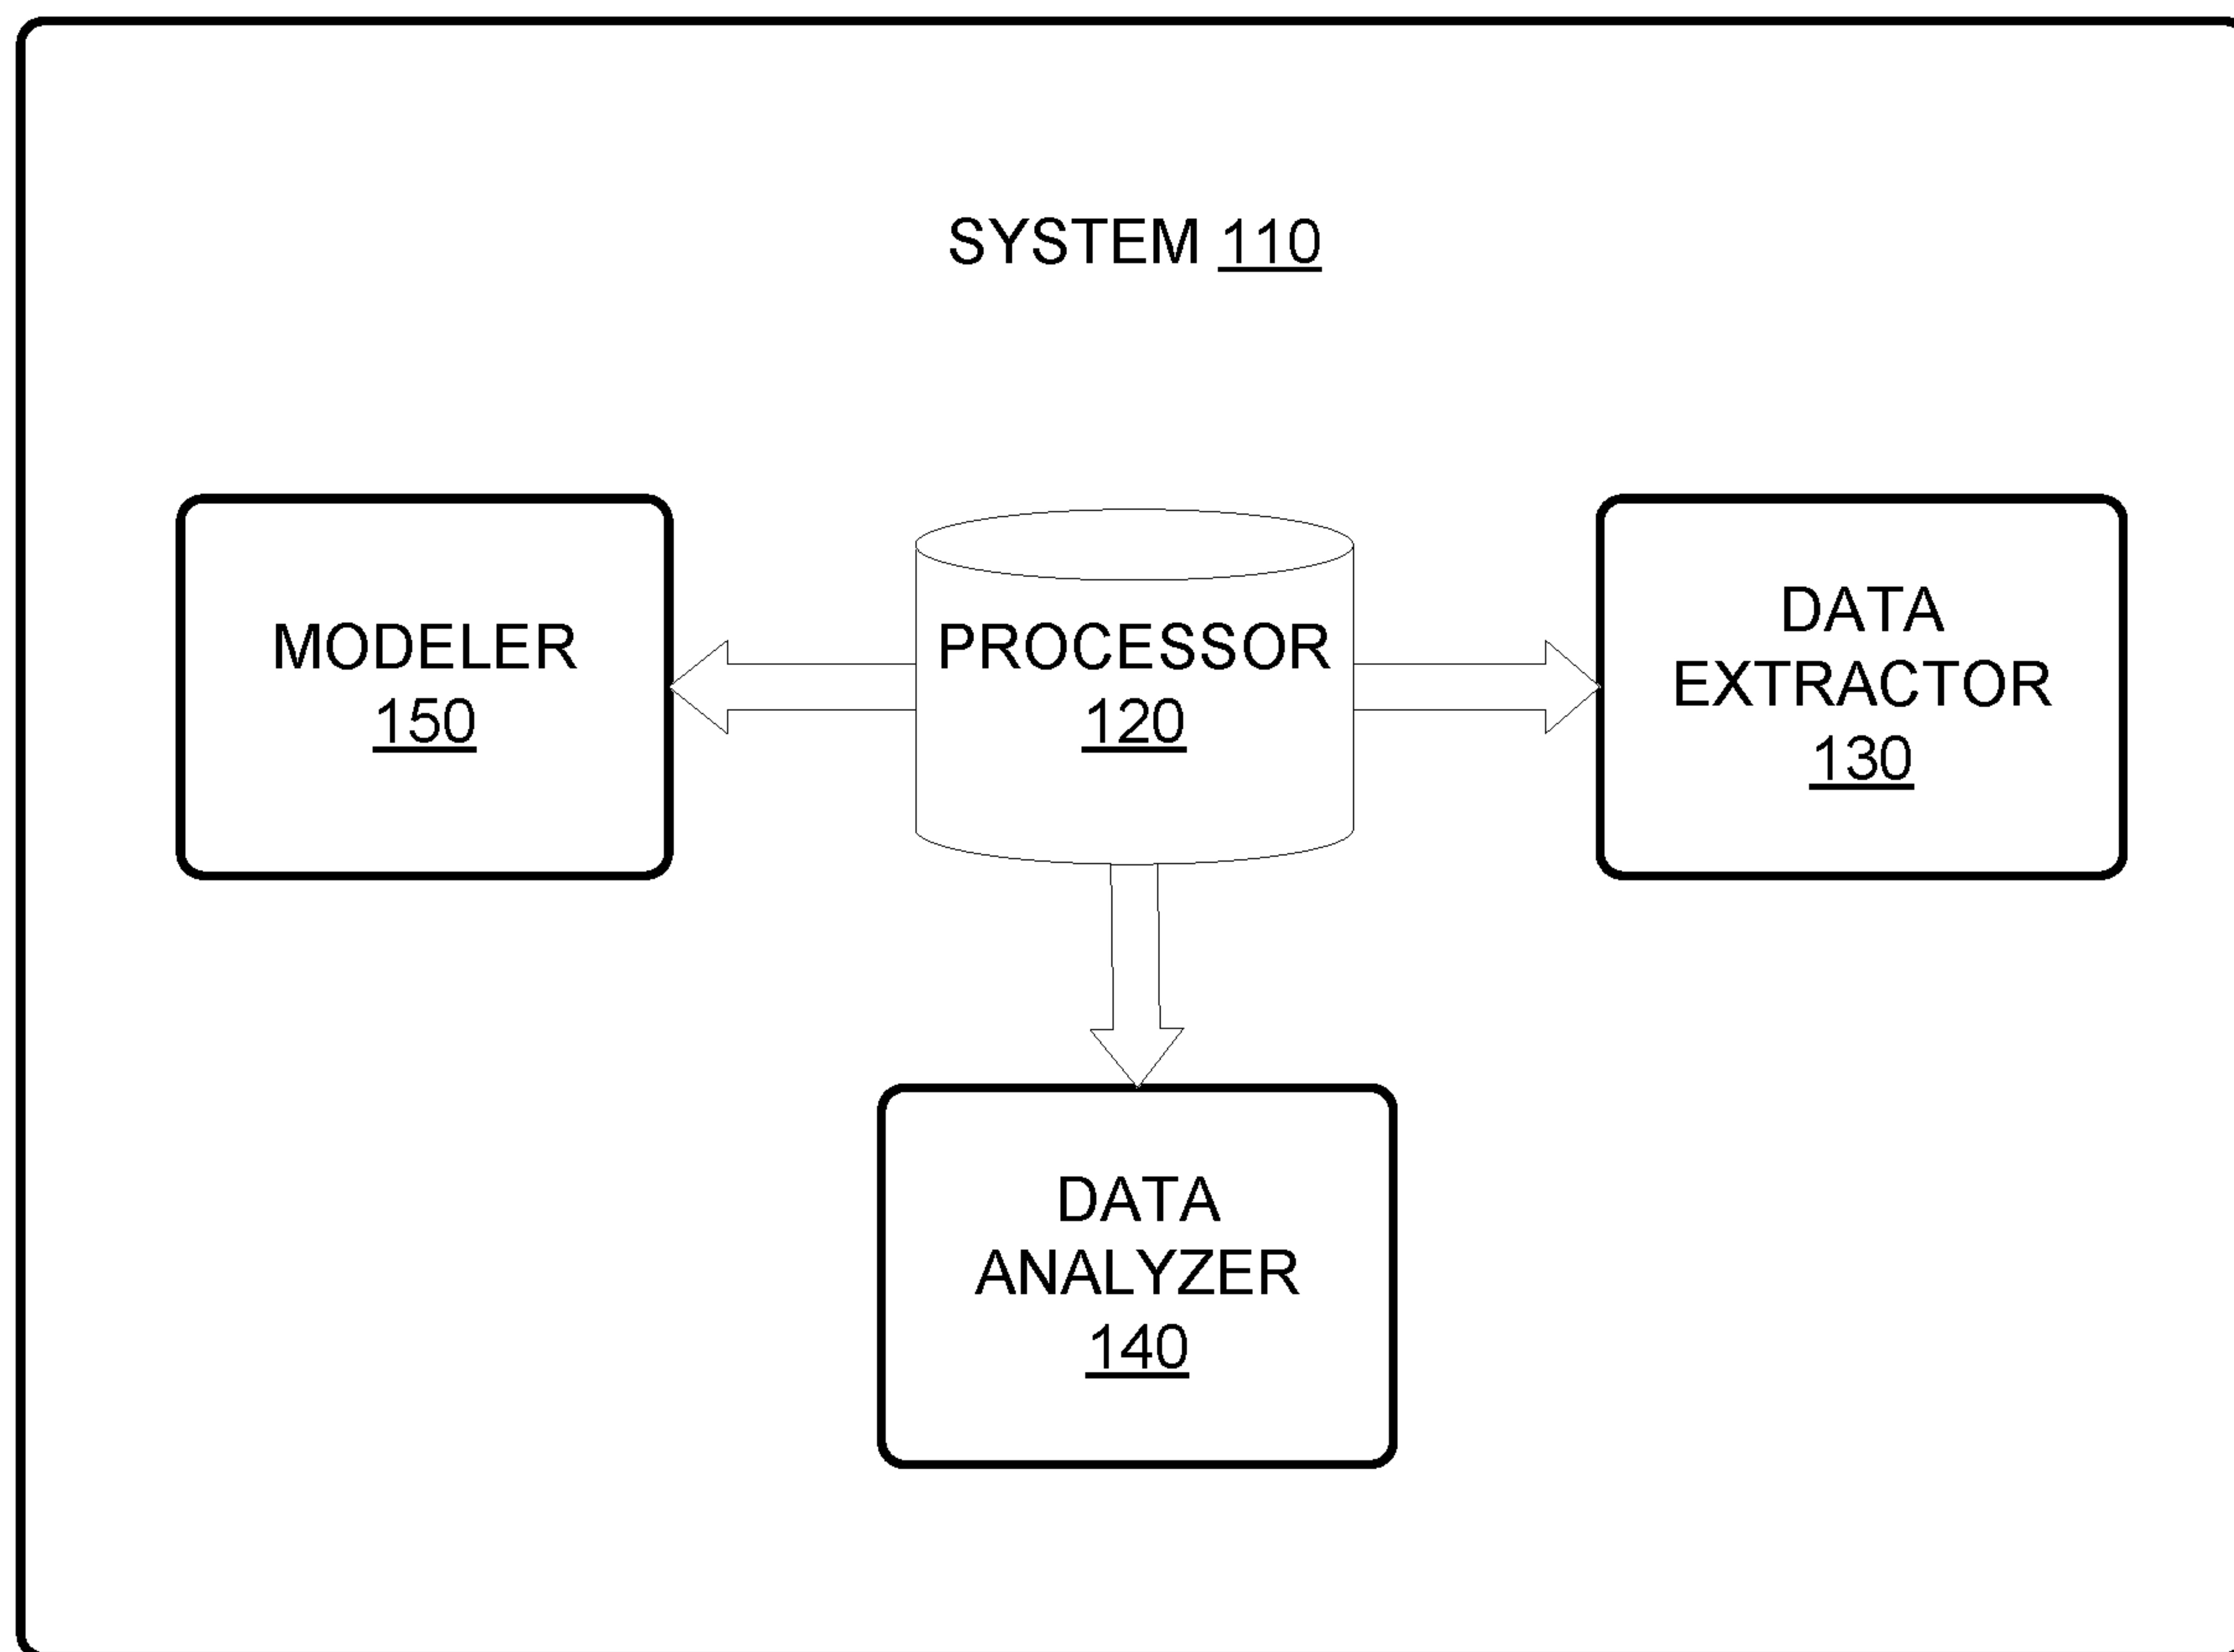 SYSTEM 110
MODELER
150
PROCESSOR
120
DATA
EXTRACTOR
130
DATA
ANALYZER
140